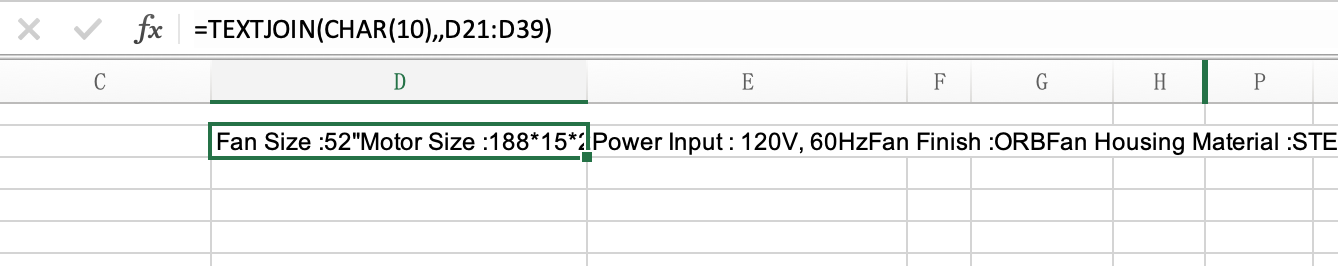 fx =TEXTJOIN(CHAR(10),,D21:D39)
C D E F G H P
Fan Size :52"Motor Size :188*15*2 Power Input : 120V, 60HzFan Finish :ORBFan Housing Material :STE